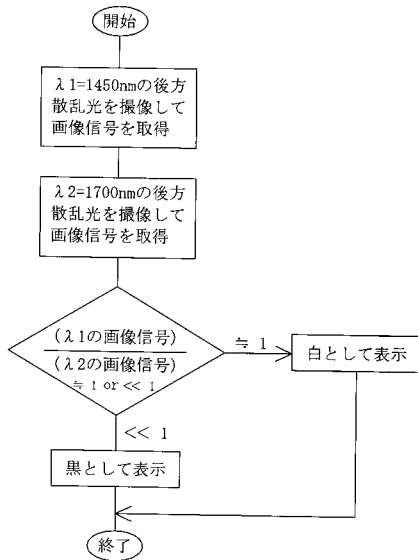 開始
λ1=1450nmの後方
散乱光を撮像して
画像信号を取得
λ2=1700nmの後方
散乱光を撮像して
画像信号を取得
(λ1の画像信号)
(λ2の画像信号)
≒ 1 or << 1
≒ 1
白として表示
<< 1
黒として表示
終了